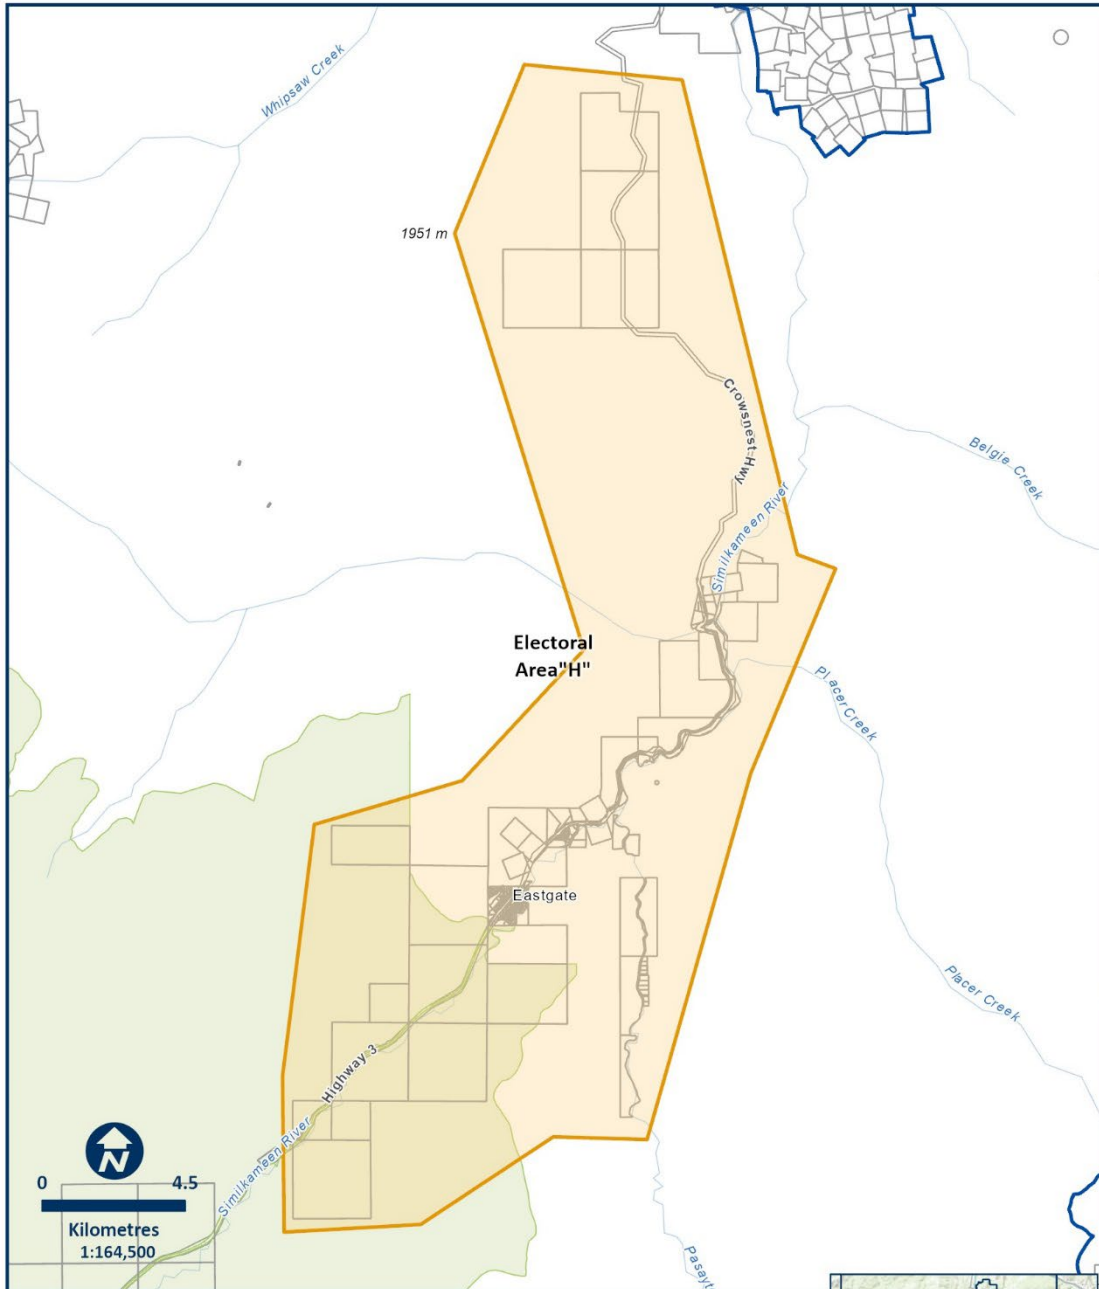 Whipsaw Creek
1951 m
Crowsnest Hwy
Belgie Creek
Similkameen River
Electoral
Area"H"
Placer Creek
Eastgate
Placer Creek
Highway 3
Similkameen River
N
0 4.5
Kilometres
1:164,500
Pasayt